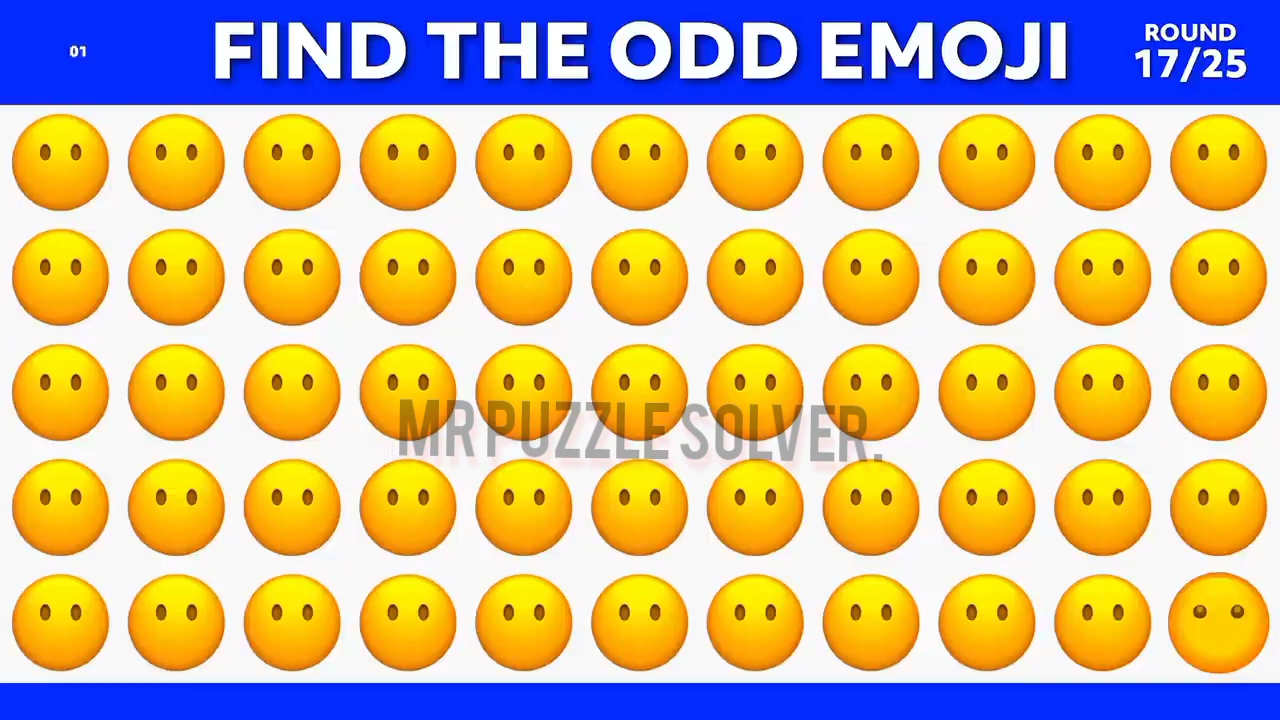 01
FIND THE ODD EMOJI
ROUND
17/25
MR PUZZLE SOLVER.